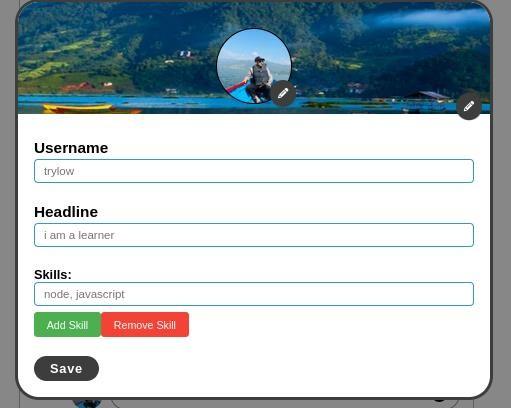 Username
trylow
Headline
i am a learner
Skills:
node, javascript
Add Skill Remove Skill
Save